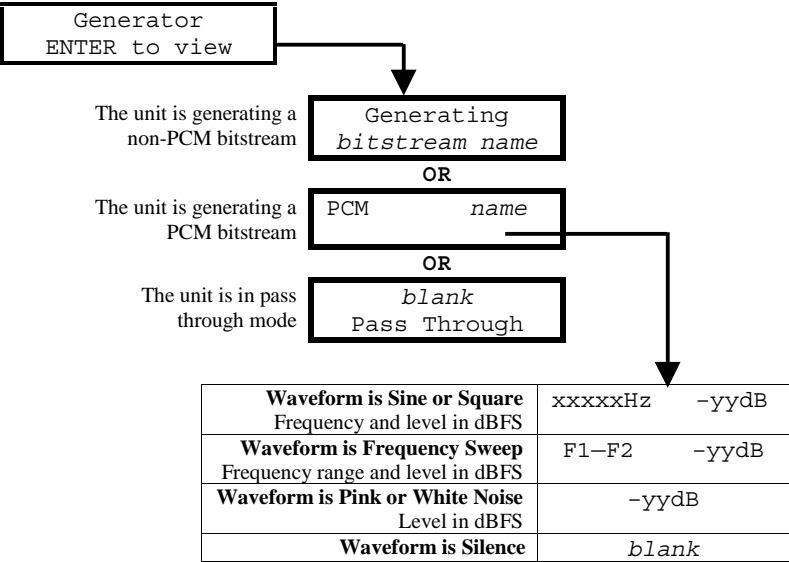 Generator
ENTER to view
The unit is generating a
non-PCM bitstream
Generating
bitstream name
OR
The unit is generating a
PCM bitstream
PCM name
OR
The unit is in pass
through mode
blank
Pass Through
Waveform is Sine or Square
Frequency and level in dBFS
xxxxxHz -yydB
Waveform is Frequency Sweep
Frequency range and level in dBFS
F1—F2 -yydB
Waveform is Pink or White Noise
Level in dBFS
-yydB
Waveform is Silence
blank